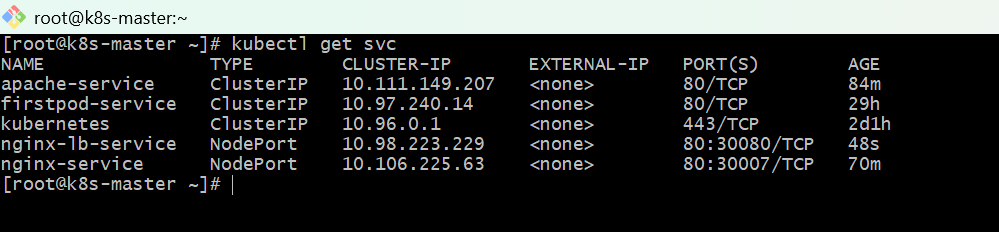 root@k8s-master:~
[root@k8s-master ~]# kubectl get svc
NAME TYPE CLUSTER-IP EXTERNAL-IP PORT(S) AGE
apache-service ClusterIP 10.111.149.207 <none> 80/TCP 84m
firstpod-service ClusterIP 10.97.240.14 <none> 80/TCP 29h
kubernetes ClusterIP 10.96.0.1 <none> 443/TCP 2d1h
nginx-lb-service NodePort 10.98.223.229 <none> 80:30080/TCP 48s
nginx-service NodePort 10.106.225.63 <none> 80:30007/TCP 70m
[root@k8s-master ~]#